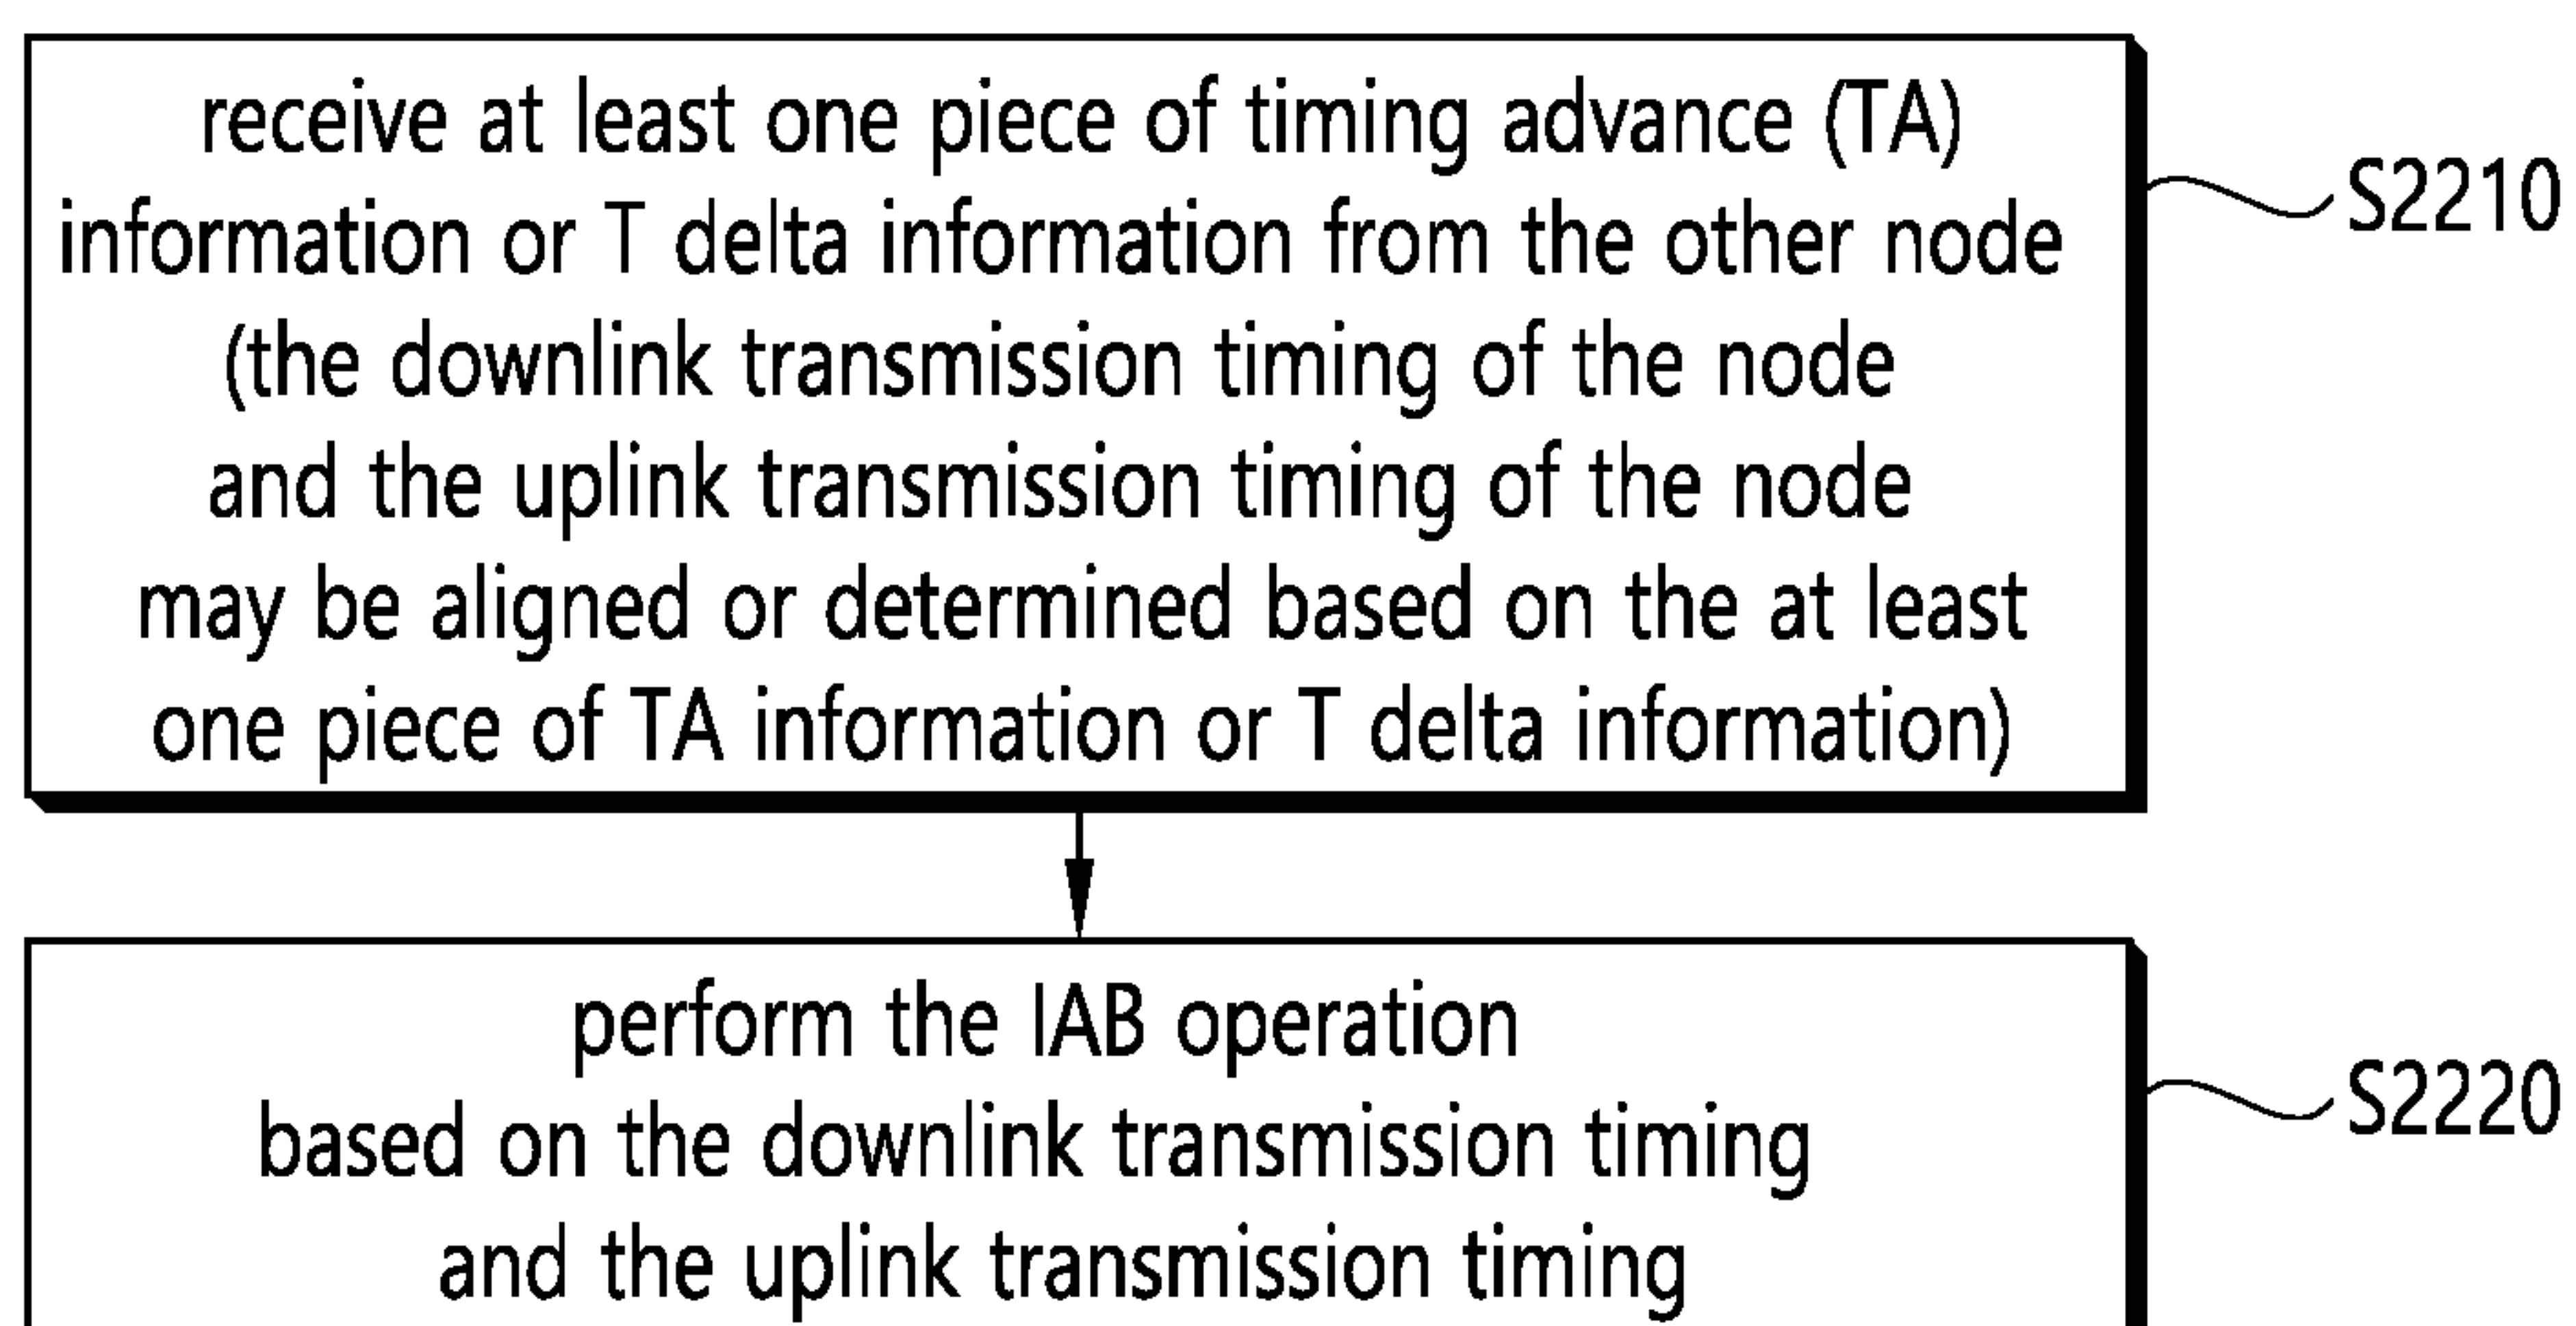 receive at least one piece of timing advance (TA)
information or T delta information from the other node
(the downlink transmission timing of the node
and the uplink transmission timing of the node
may be aligned or determined based on the at least
one piece of TA information or T delta information)
S2210
perform the IAB operation
based on the downlink transmission timing
and the uplink transmission timing
S2220